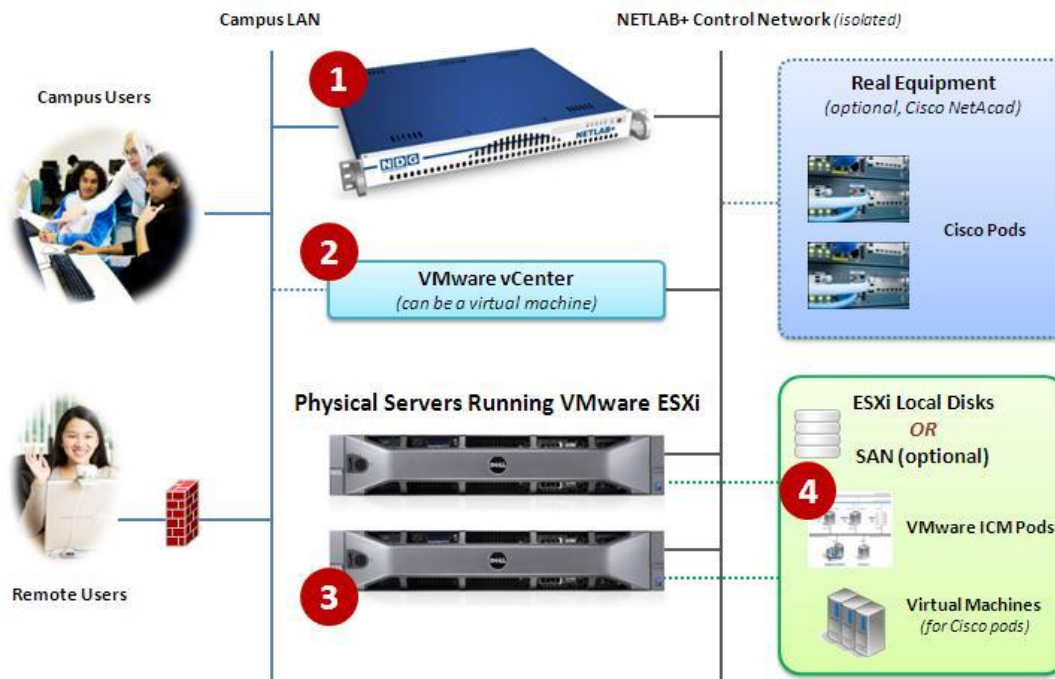 Campus LAN
NETLAB+ Control Network (isolated)
Campus Users
1
NDG
NETLAB+
Real Equipment
(optional, Cisco NetAcad)
Cisco Pods
2
VMware vCenter
(can be a virtual machine)
Physical Servers Running VMware ESXi
DELL
DELL
3
Remote Users
ESXi Local Disks
OR
SAN (optional)
4
VMware ICM Pods
Virtual Machines
(for Cisco pods)